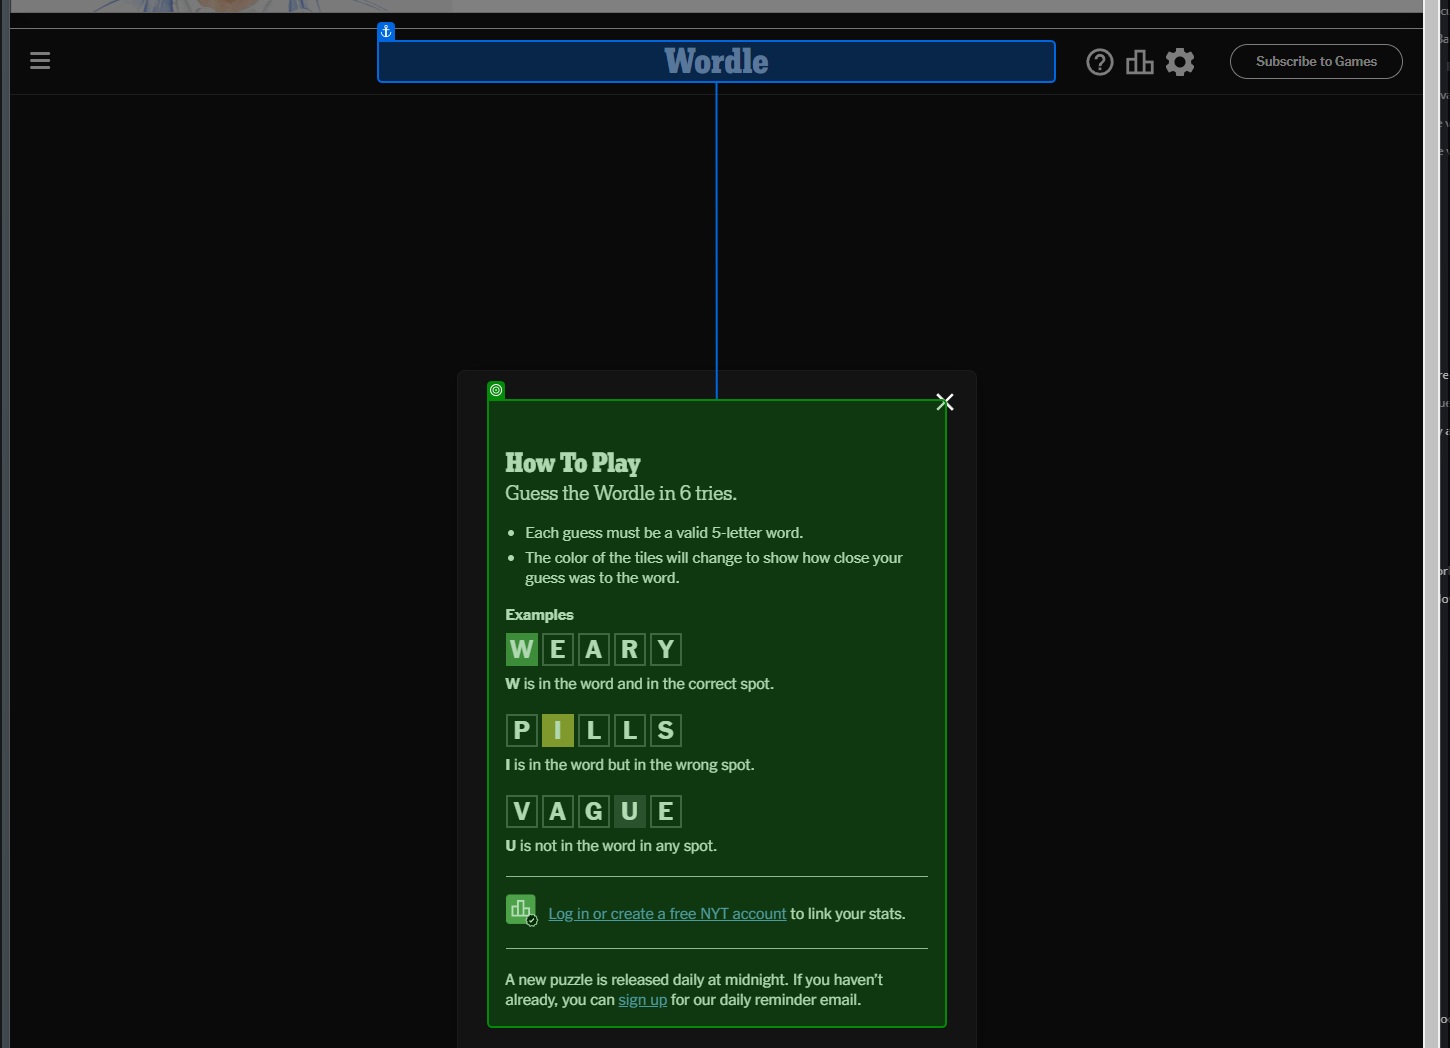 Wordle
Subscribe to Games
How To Play
Guess the Wordle in 6 tries.
• Each guess must be a valid 5-letter word.
• The color of the tiles will change to show how close your
guess was to the word.
Examples
W E A R Y
W is in the word and in the correct spot.
P I L L S
I is in the word but in the wrong spot.
V A G U E
U is not in the word in any spot.
Log in or create a free NYT account to link your stats.
A new puzzle is released daily at midnight. If you haven’t
already, you can sign up for our daily reminder email.